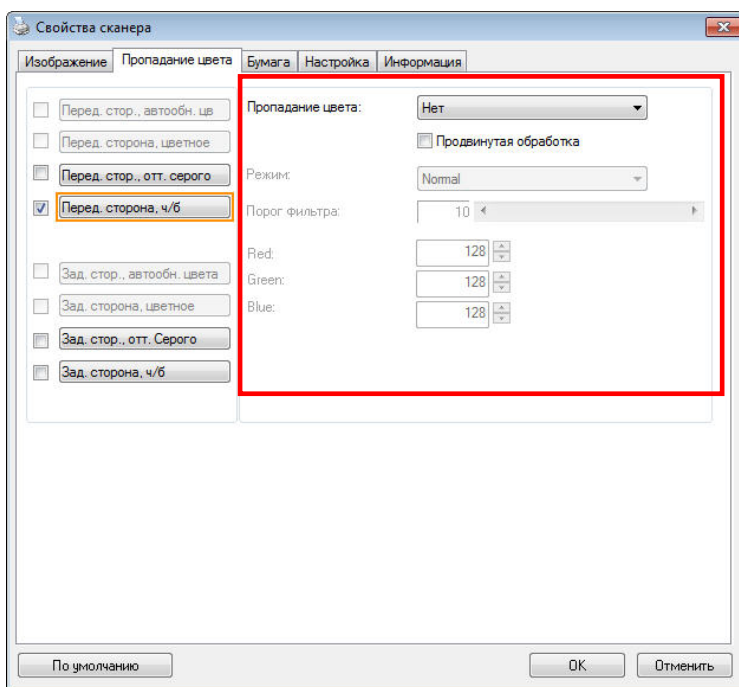 Свойства сканера
Изображение Пропадание цвета Бумага Настройка Информация
Перед. стор., автообн. цв
Перед. сторона, цветное
Перед. стор., отт. серого
Перед. сторона, ч/б
Зад. стор., автообн. цвета
Зад. сторона, цветное
Зад. стор., отт. Серого
Зад. сторона, ч/б
Пропадание цвета: Нет
Продвинутая обработка
Режим: Normal
Порог фильтра: 10
Red: 128
Green: 128
Blue: 128
По умолчанию OK Отменить